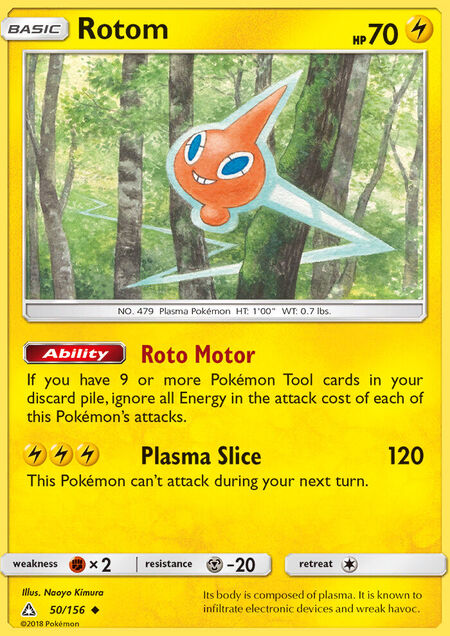 BASIC Rotom HP 70
NO. 479 Plasma Pokémon HT: 1'00" WT: 0.7 lbs.
Ability Roto Motor
If you have 9 or more Pokémon Tool cards in your
discard pile, ignore all Energy in the attack cost of each of
this Pokémon's attacks.
Plasma Slice 120
This Pokémon can't attack during your next turn.
weakness ×2 resistance -20 retreat
Illus. Naoyo Kimura
50/156
©2018 Pokémon
Its body is composed of plasma. It is known to
infiltrate electronic devices and wreak havoc.